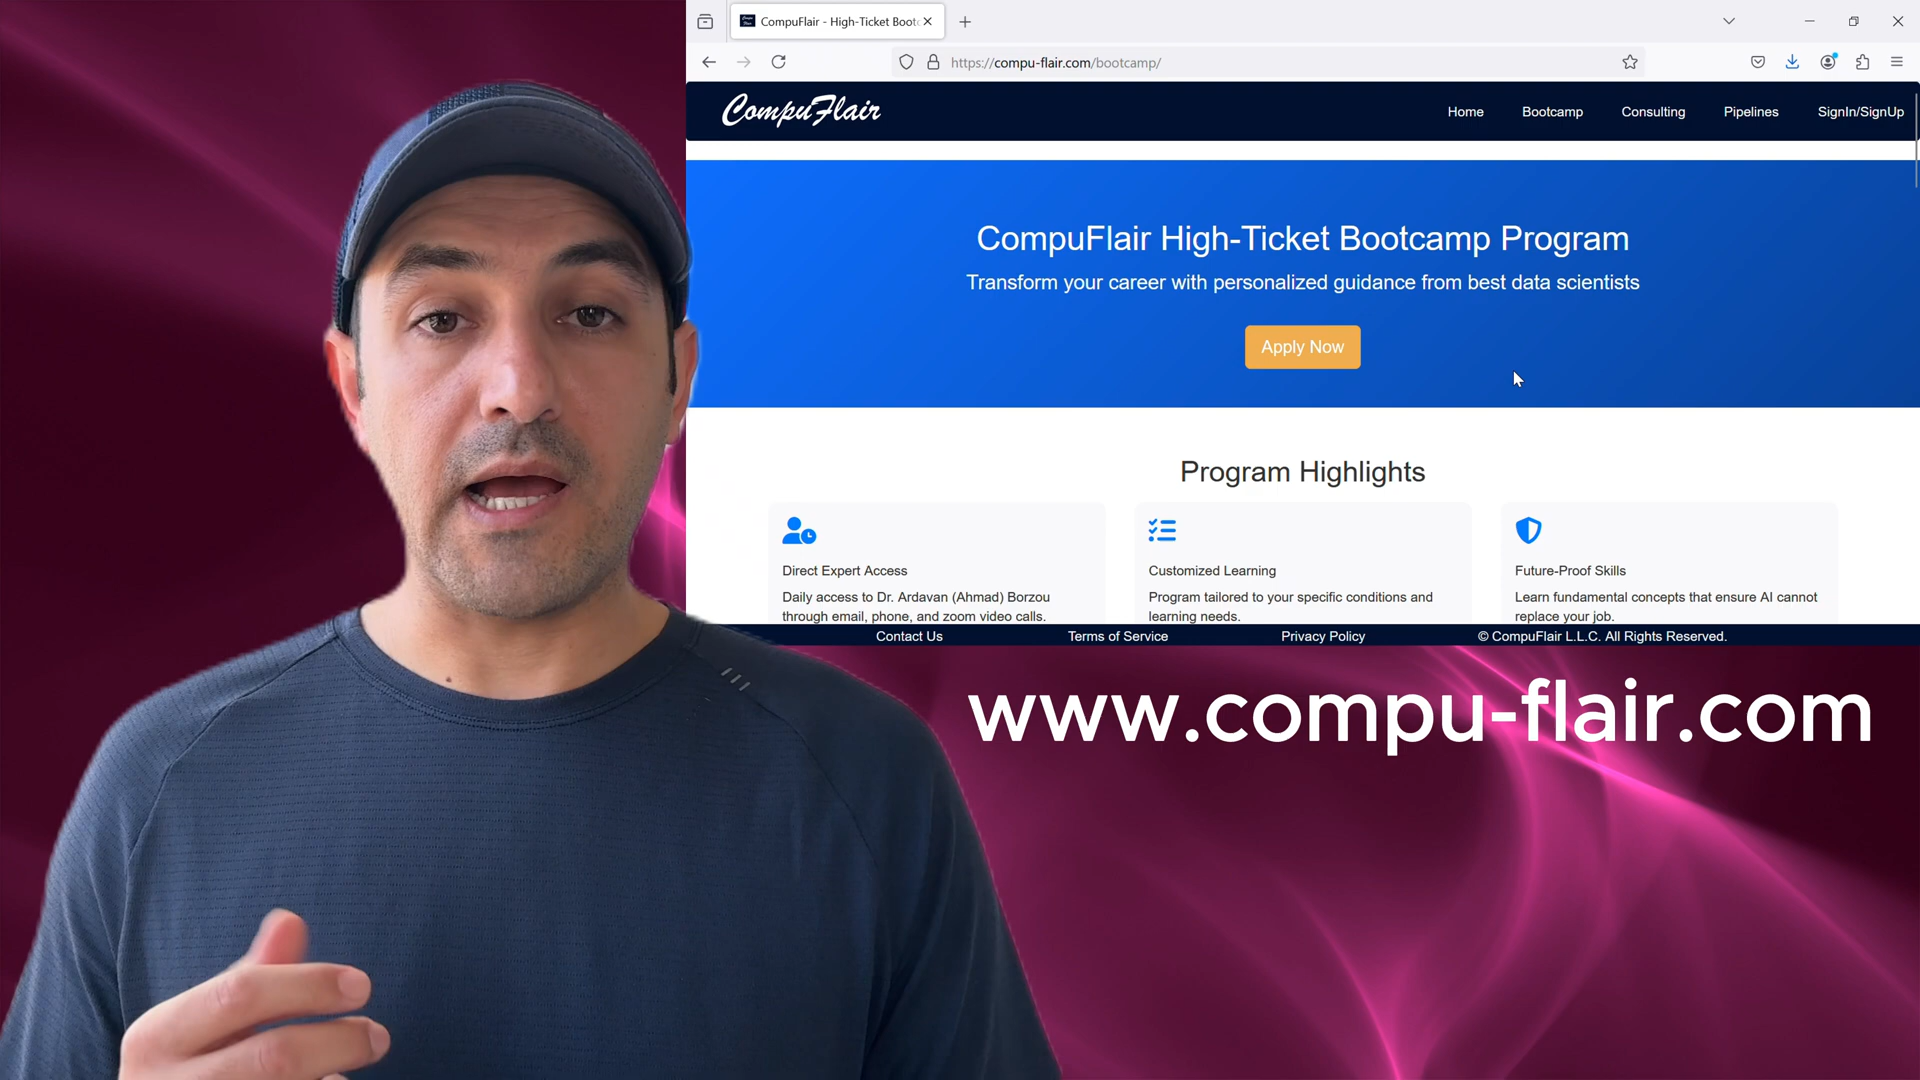 CompuFlair - High-Ticket Bootc
https://compu-flair.com/bootcamp/
CompuFlair
Home
Bootcamp
Consulting
Pipelines
SignIn/SignUp
CompuFlair High-Ticket Bootcamp Program
Transform your career with personalized guidance from best data scientists
Apply Now
Program Highlights
Direct Expert Access
Daily access to Dr. Ardavan (Ahmad) Borzou
through email, phone, and zoom video calls.
Customized Learning
Program tailored to your specific conditions and
learning needs.
Future-Proof Skills
Learn fundamental concepts that ensure AI cannot
replace your job.
Contact Us
Terms of Service
Privacy Policy
© CompuFlair L.L.C. All Rights Reserved.
www.compu-flair.com